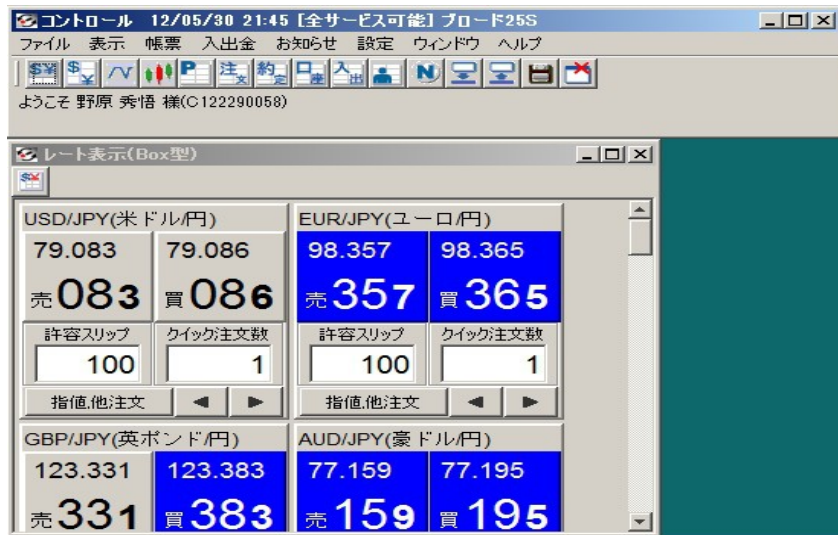 コントロール 12/05/30 21:45 [全サービス可能] ブロード25S
ファイル 表示 帳票 入出金 お知らせ 設定 ウィンドウ ヘルプ
$¥ $¥ P 注文 約定 口座 入出 N
ようこそ 野原 秀悟 様(C122290058)
レート表示(Box型)
$¥
USD/JPY(米ドル/円) EUR/JPY(ユーロ/円)
79.083 79.086 98.357 98.365
売083 買086 売357 買365
許容スリップ クイック注文数 許容スリップ クイック注文数
100 1 100 1
指値,他注文 指値,他注文
GBP/JPY(英ポンド/円) AUD/JPY(豪ドル/円)
123.331 123.383 77.159 77.195
売331 買383 売159 買195